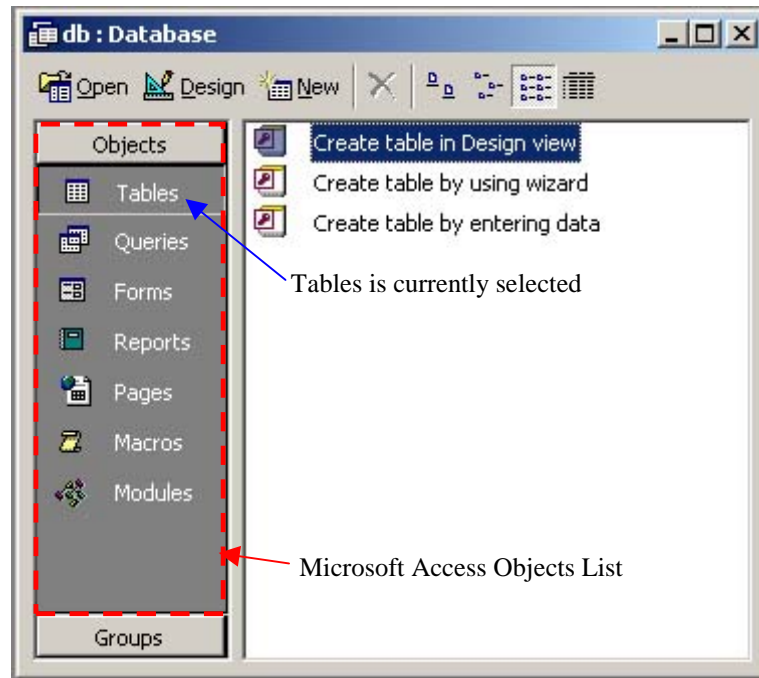 db : Database
Open Design New
Objects
Tables
Queries
Forms
Reports
Pages
Macros
Modules
Groups
Create table in Design view
Create table by using wizard
Create table by entering data
Tables is currently selected
Microsoft Access Objects List